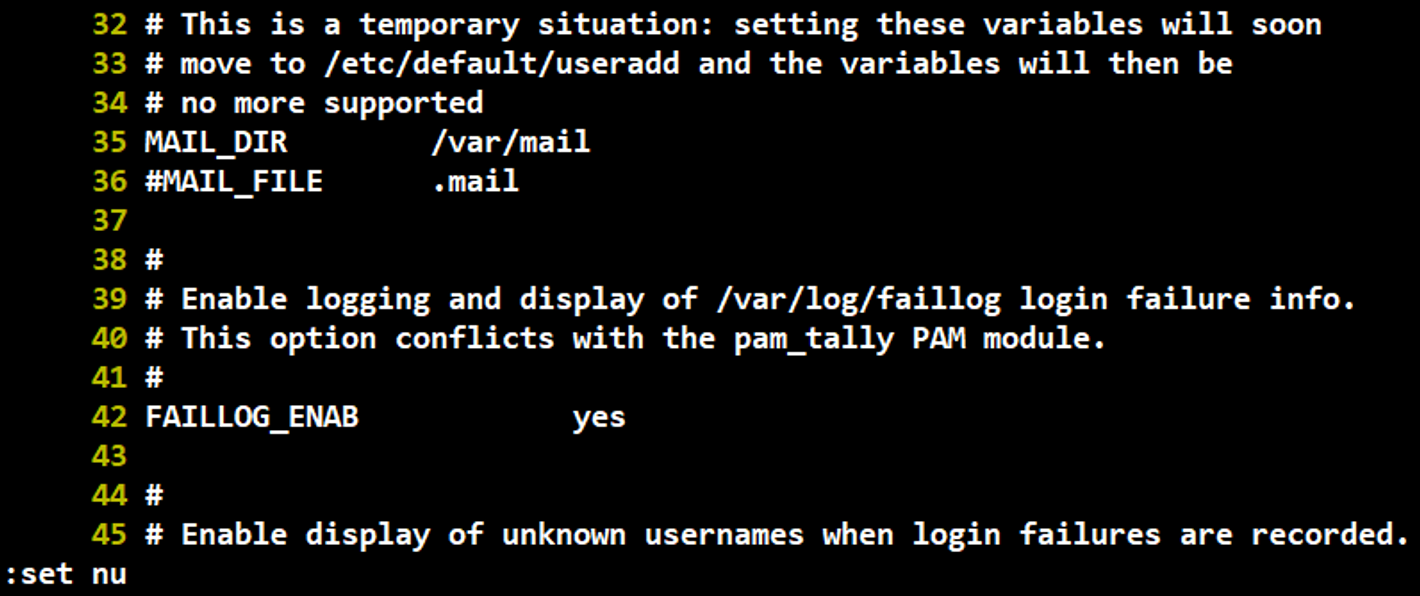 32 # This is a temporary situation: setting these variables will soon
33 # move to /etc/default/useradd and the variables will then be
34 # no more supported
35 MAIL_DIR        /var/mail
36 #MAIL_FILE      .mail
37
38 #
39 # Enable logging and display of /var/log/faillog login failure info.
40 # This option conflicts with the pam_tally PAM module.
41 #
42 FAILLOG_ENAB            yes
43
44 #
45 # Enable display of unknown usernames when login failures are recorded.
:set nu